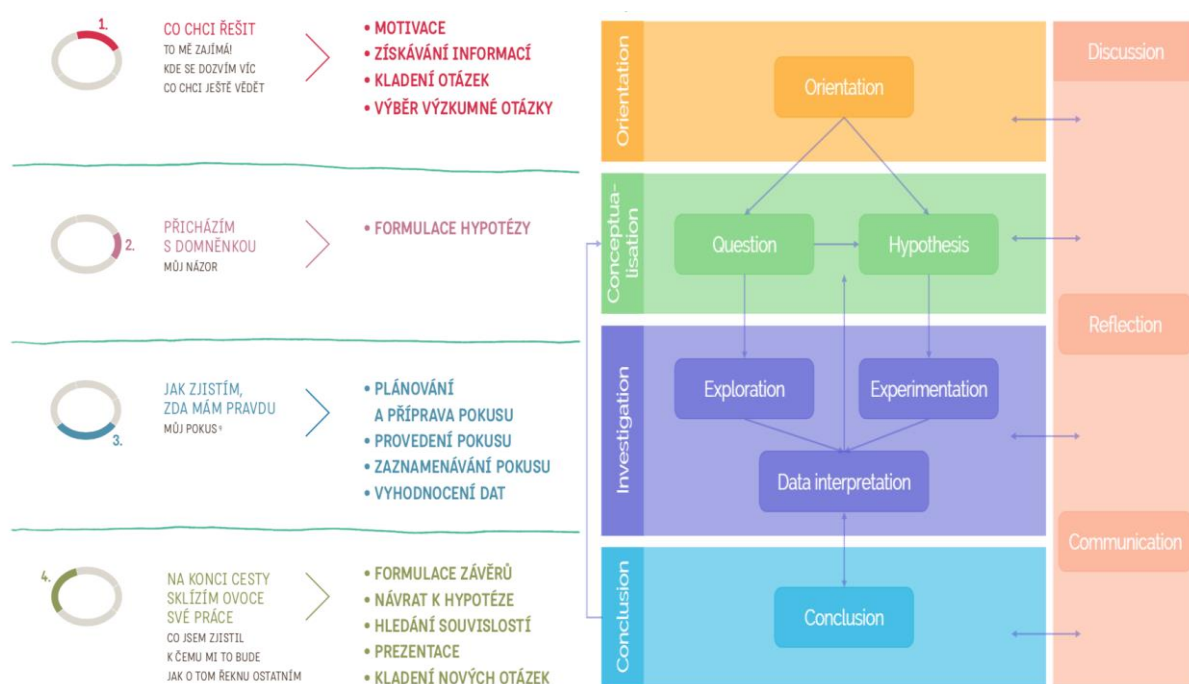 1.
CO CHCI ŘEŠIT
TO MĚ ZAJÍMÁ!
KDE SE DOZVÍM VÍC
CO CHCI JEŠTĚ VĚDĚT
• MOTIVACE
• ZÍSKÁVÁNÍ INFORMACÍ
• KLADENÍ OTÁZEK
• VÝBĚR VÝZKUMNÉ OTÁZKY
2.
PŘICHÁZÍM
S DOMNĚNKOU
MŮJ NÁZOR
• FORMULACE HYPOTÉZY
3.
JAK ZJISTÍM,
ZDA MÁM PRAVDU
MŮJ POKUS
• PLÁNOVÁNÍ
A PŘÍPRAVA POKUSU
• PROVEDENÍ POKUSU
• ZAZNAMENÁVÁNÍ POKUSU
• VYHODNOCENÍ DAT
4.
NA KONCI CESTY
SKLÍZÍM OVOCE
SVÉ PRÁCE
CO JSEM ZJISTIL
K ČEMU MI TO BUDE
JAK O TOM ŘEKNU OSTATNÍM
• FORMULACE ZÁVĚRŮ
• NÁVRAT K HYPOTÉZE
• HLEDÁNÍ SOUVISLOSTÍ
• PREZENTACE
• KLADENÍ NOVÝCH OTÁZEK
Orientation
Orientation
Conceptua-
lisation
Question
Hypothesis
Investigation
Exploration
Experimentation
Data interpretation
Conclusion
Conclusion
Discussion
Reflection
Communication